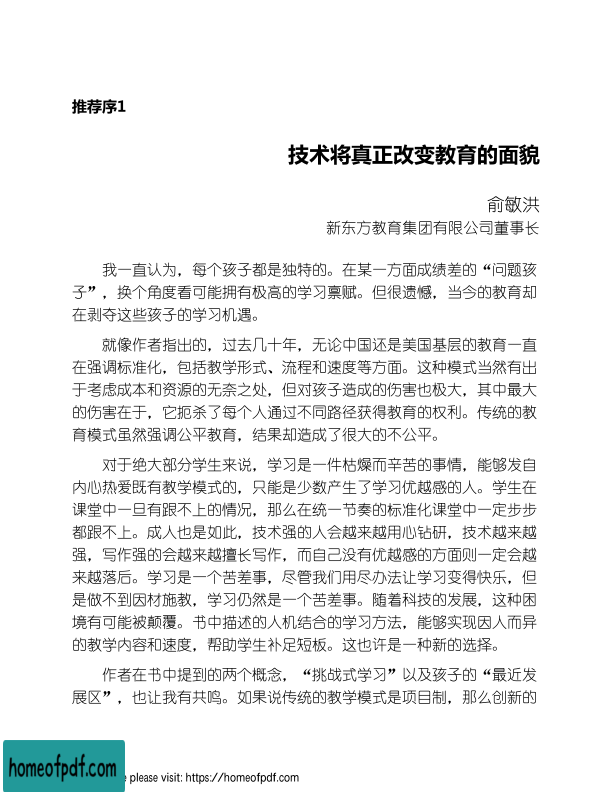 推荐序1
技术将真正改变教育的面貌
俞敏洪
新东方教育集团有限公司董事长
我一直认为，每个孩子都是独特的。在某一方面成绩差的“问题孩
子”，换个角度看可能拥有极高的学习禀赋。但很遗憾，当今的教育却
在剥夺这些孩子的学习机遇。
就像作者指出的，过去几十年，无论中国还是美国基层的教育一直
在强调标准化，包括教学形式、流程和速度等方面。这种模式当然有出
于考虑成本和资源的无奈之处，但对孩子造成的伤害也极大，其中最大
的伤害在于，它扼杀了每个人通过不同路径获得教育的权利。传统的教
育模式虽然强调公平教育，结果却造成了很大的不公平。
对于绝大部分学生来说，学习是一件枯燥而辛苦的事情，能够发自
内心热爱既有教学模式的，只能是少数产生了学习优越感的人。学生在
课堂中一旦有跟不上的情况，那么在统一节奏的标准化课堂中一定步步
都跟不上。成人也是如此，技术强的人会越来越用心钻研，技术越来越
强，写作强的会越来越擅长写作，而自己没有优越感的方面则一定会越
来越落后。学习是一个苦差事，尽管我们用尽办法让学习变得快乐，但
是做不到因材施教，学习仍然是一个苦差事。随着科技的发展，这种困
境有可能被颠覆。书中描述的人机结合的学习方法，能够实现因人而异
的教学内容和速度，帮助学生补足短板。这也许是一种新的选择。
作者在书中提到的两个概念，“挑战式学习”以及孩子的“最近发
展区”，也让我有共鸣。如果说传统的教学模式是项目制，那么创新的
homeofpdf.com
e please visit: https://homeofpdf.com